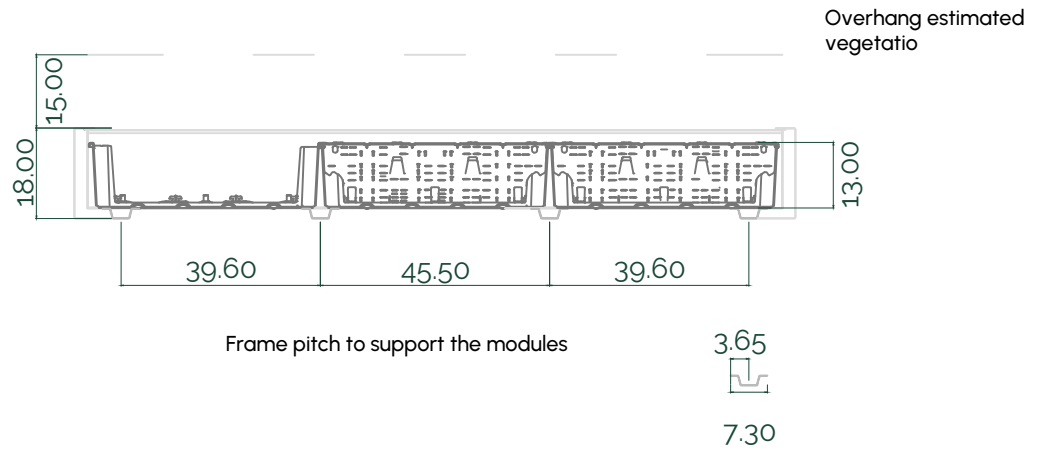 Overhang estimated
vegetatio
15.00
18.00
13.00
39.60
45.50
39.60
Frame pitch to support the modules
3.65
7.30